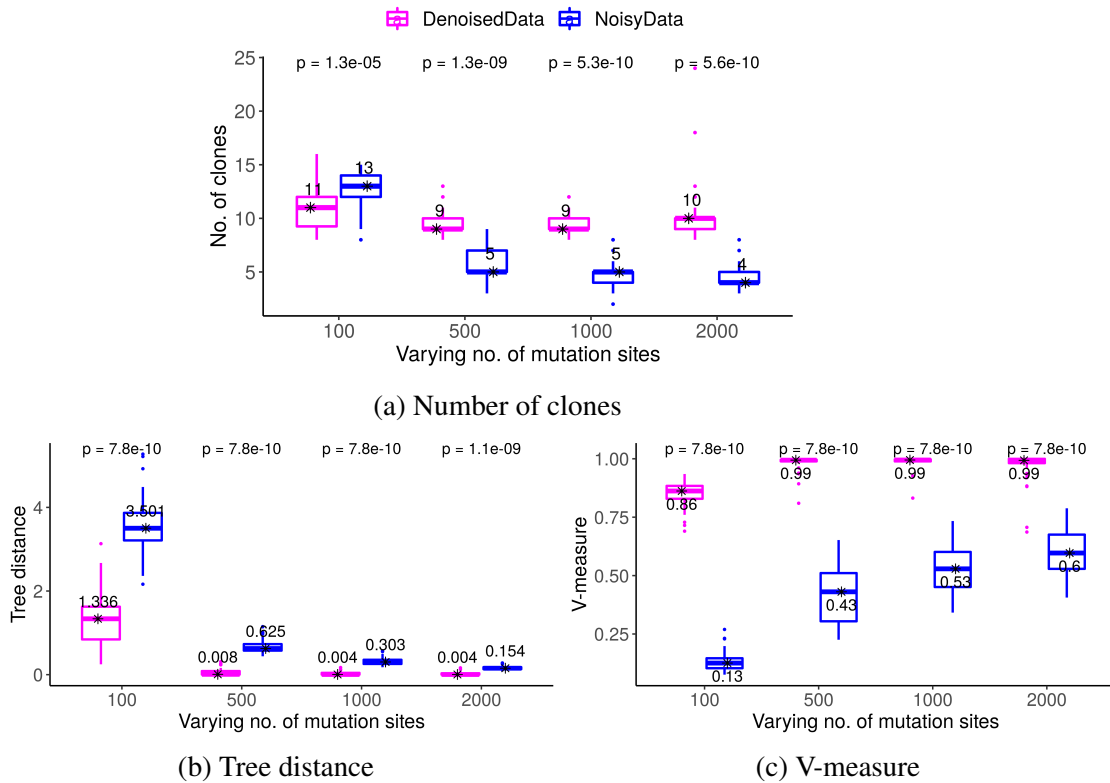 DenoisedData NoisyData
p = 1.3e-05 p = 1.3e-09 p = 5.3e-10 p = 5.6e-10
No. of clones
25
20
15
10
5
11 13 9 5 9 5 10 4
100 500 1000 2000
Varying no. of mutation sites
(a) Number of clones
p = 7.8e-10 p = 7.8e-10 p = 7.8e-10 p = 1.1e-09
Tree distance
4
2
0
1.336 3.501 0.008 0.625 0.004 0.303 0.004 0.154
100 500 1000 2000
Varying no. of mutation sites
(b) Tree distance
p = 7.8e-10 p = 7.8e-10 p = 7.8e-10 p = 7.8e-10
V-measure
1.00
0.75
0.50
0.25
0.86 0.13 0.99 0.43 0.99 0.53 0.99 0.6
100 500 1000 2000
Varying no. of mutation sites
(c) V-measure